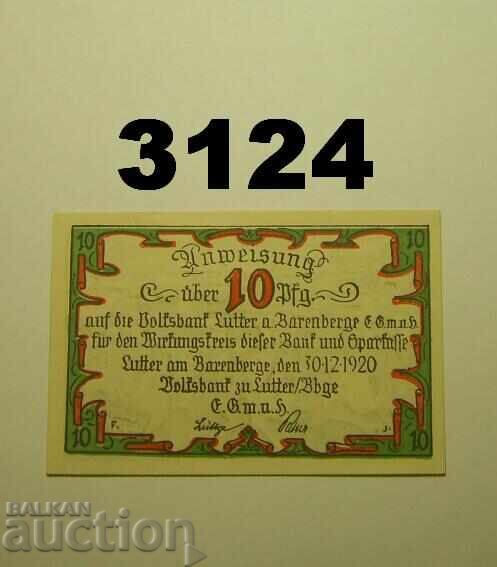 3124
10 10
Anweisung
über 10 Pfg.
auf die Volksbank Lutter a. Barenberge E.G.m.u.H.
für den Wirkungskreis dieser Bank und Sparkasse
Lutter am Barenberge, den 30·12·1920
Volksbank zu Lutter/Bbge
E.G.m.u.H.
10 F. J. 10
BALKAN
auction